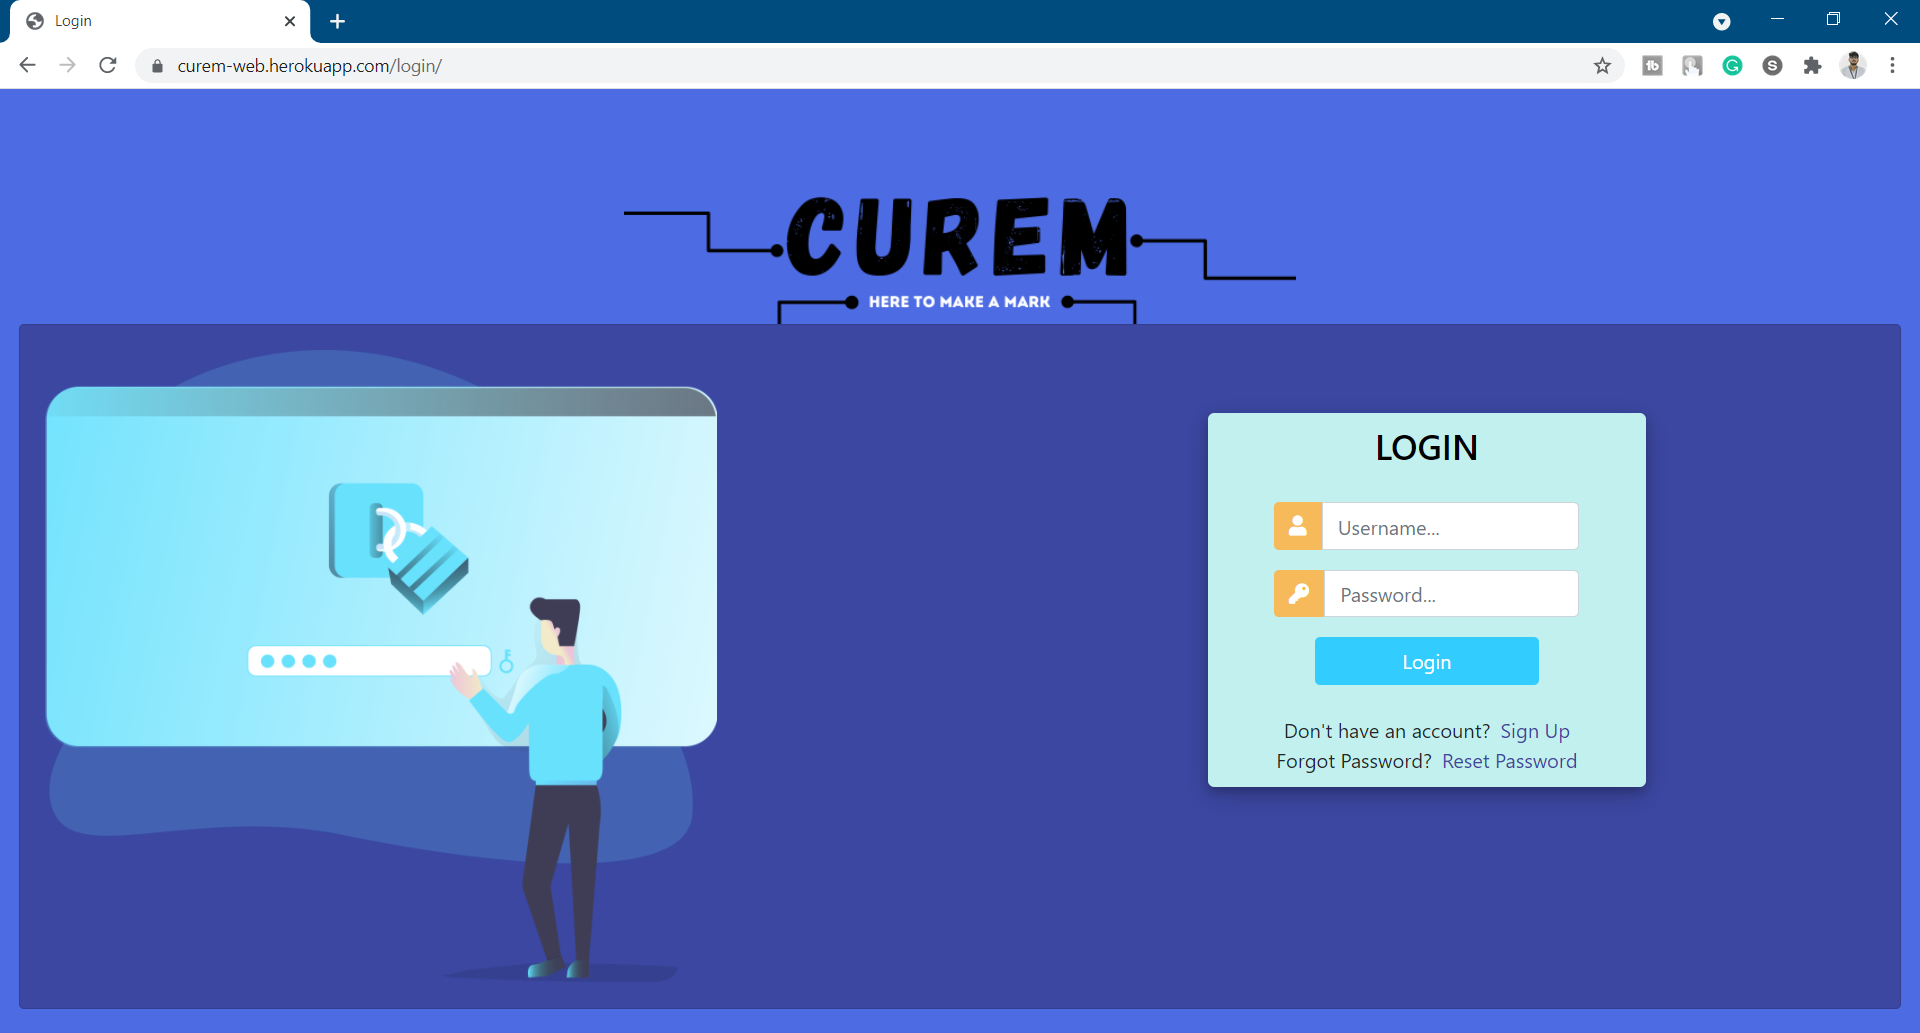 Login
curem-web.herokuapp.com/login/
CUREM
HERE TO MAKE A MARK
LOGIN
Username...
Password...
Login
Don't have an account? Sign Up
Forgot Password? Reset Password